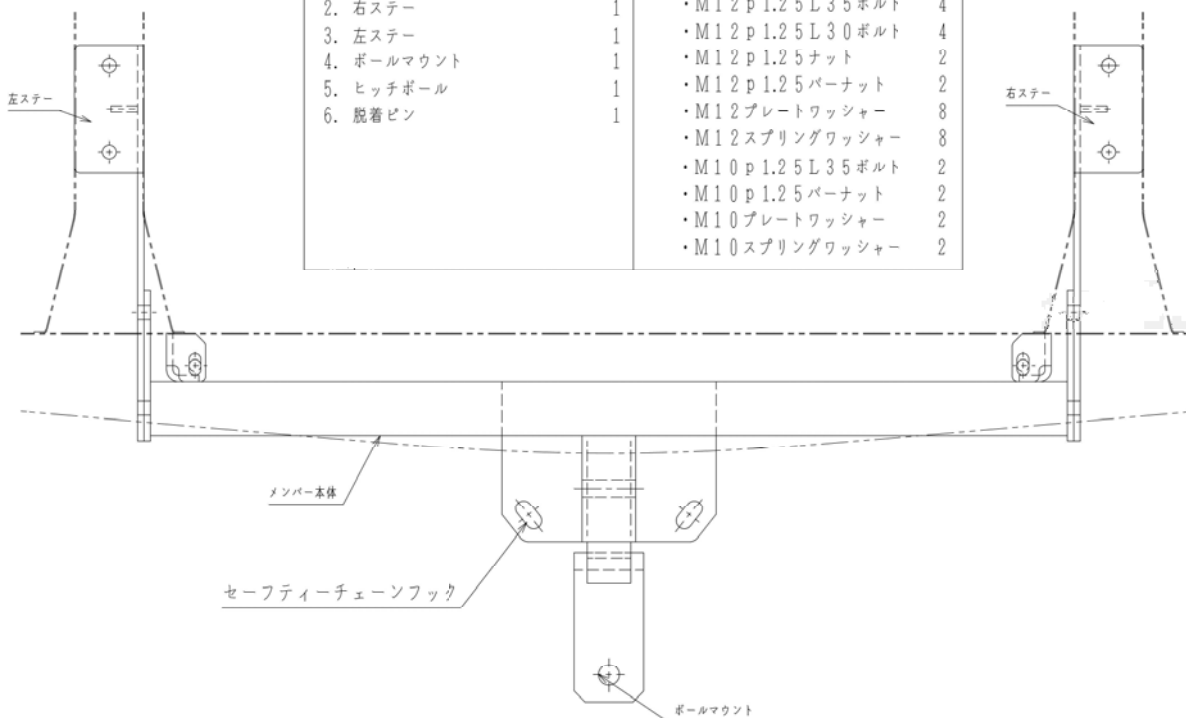 2. 右ステー 1
3. 左ステー 1
4. ボールマウント 1
5. ヒッチボール 1
6. 脱着ピン 1
・M12p1.25L35ボルト 4
・M12p1.25L30ボルト 4
・M12p1.25ナット 2
・M12p1.25バーナット 2
・M12プレートワッシャー 8
・M12スプリングワッシャー 8
・M10p1.25L35ボルト 2
・M10p1.25バーナット 2
・M10プレートワッシャー 2
・M10スプリングワッシャー 2
左ステー
右ステー
メンバー本体
セーフティーチェーンフック
ボールマウント